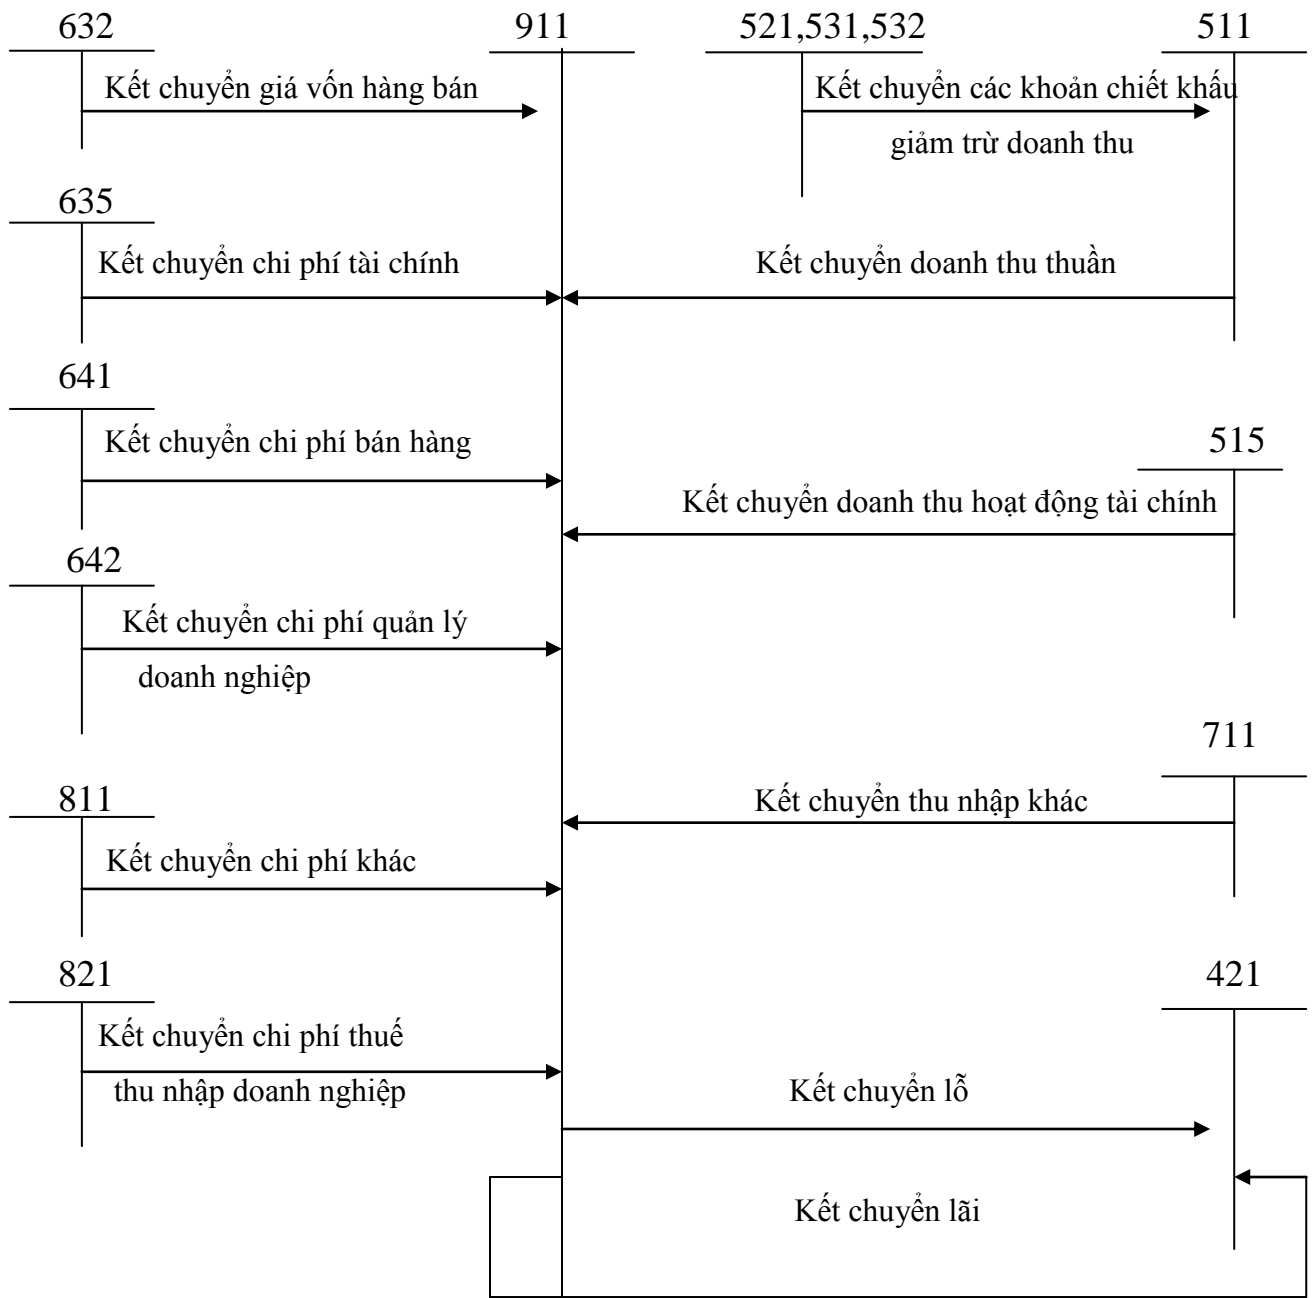 632
911
521,531,532
511
Kết chuyển giá vốn hàng bán
Kết chuyển các khoản chiết khấu
giảm trừ doanh thu
635
Kết chuyển chi phí tài chính
Kết chuyển doanh thu thuần
641
Kết chuyển chi phí bán hàng
515
Kết chuyển doanh thu hoạt động tài chính
642
Kết chuyển chi phí quản lý
doanh nghiệp
711
811
Kết chuyển thu nhập khác
Kết chuyển chi phí khác
821
421
Kết chuyển chi phí thuế
thu nhập doanh nghiệp
Kết chuyển lỗ
Kết chuyển lãi